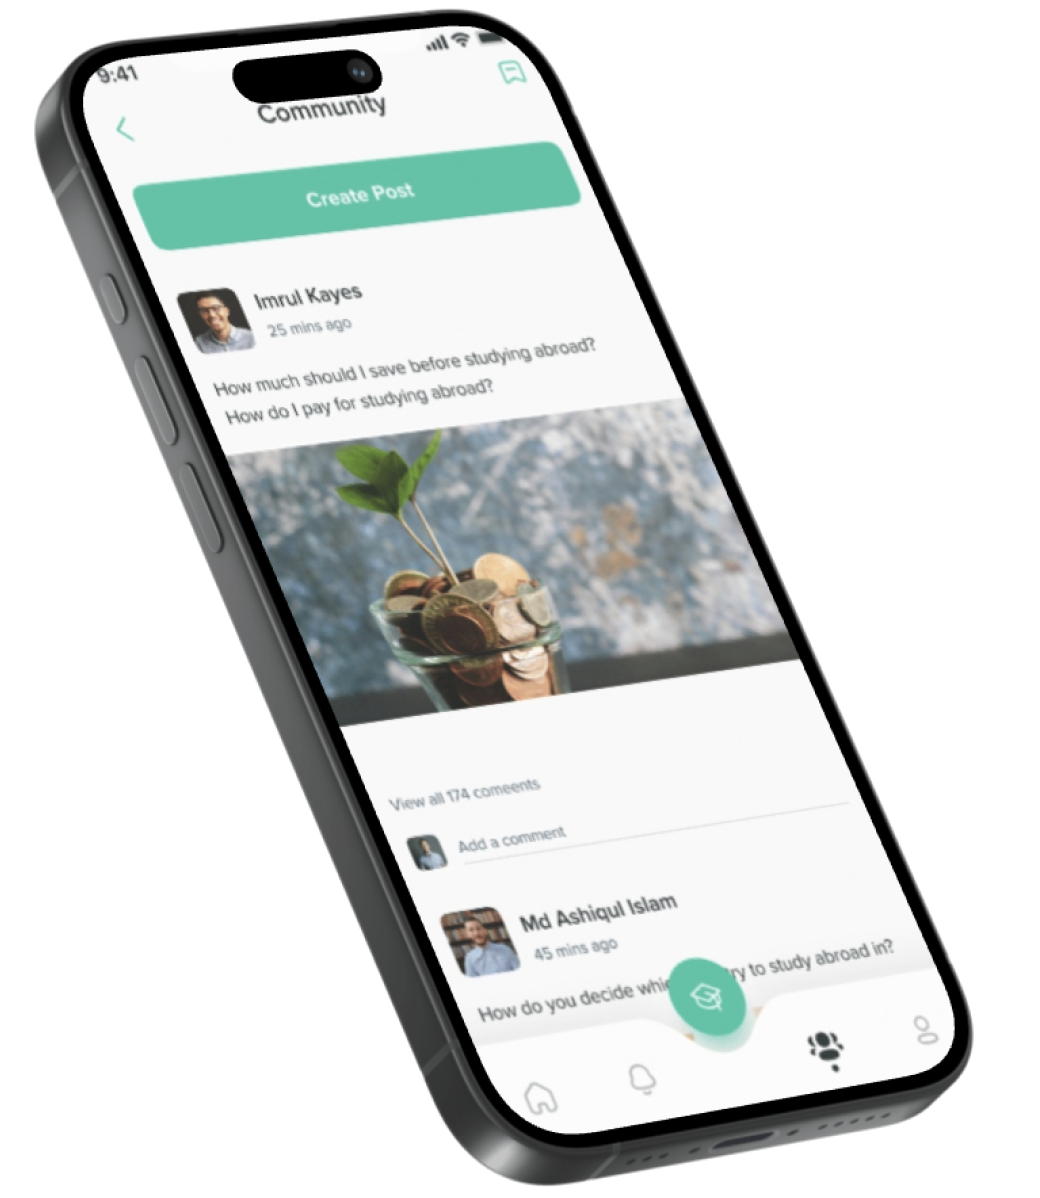 9:41
Community
Create Post
Imrul Kayes
25 mins ago
How much should I save before studying abroad?
How do I pay for studying abroad?
View all 174 comeents
Add a comment
Md Ashiqul Islam
45 mins ago
How do you decide whic ry to study abroad in?